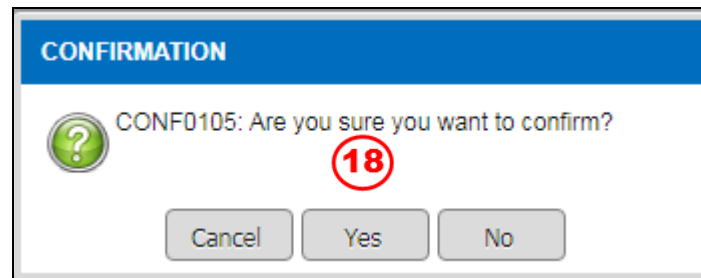 CONFIRMATION
CONF0105: Are you sure you want to confirm?
18
Cancel Yes No